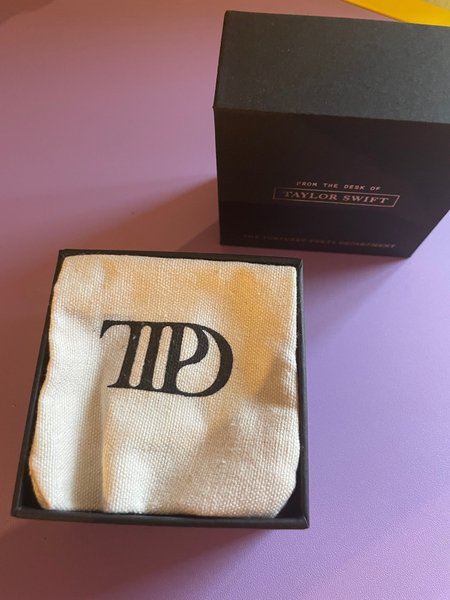 FROM THE DESK OF
TAYLOR SWIFT
THE TORTURED POETS DEPARTMENT
TTPD